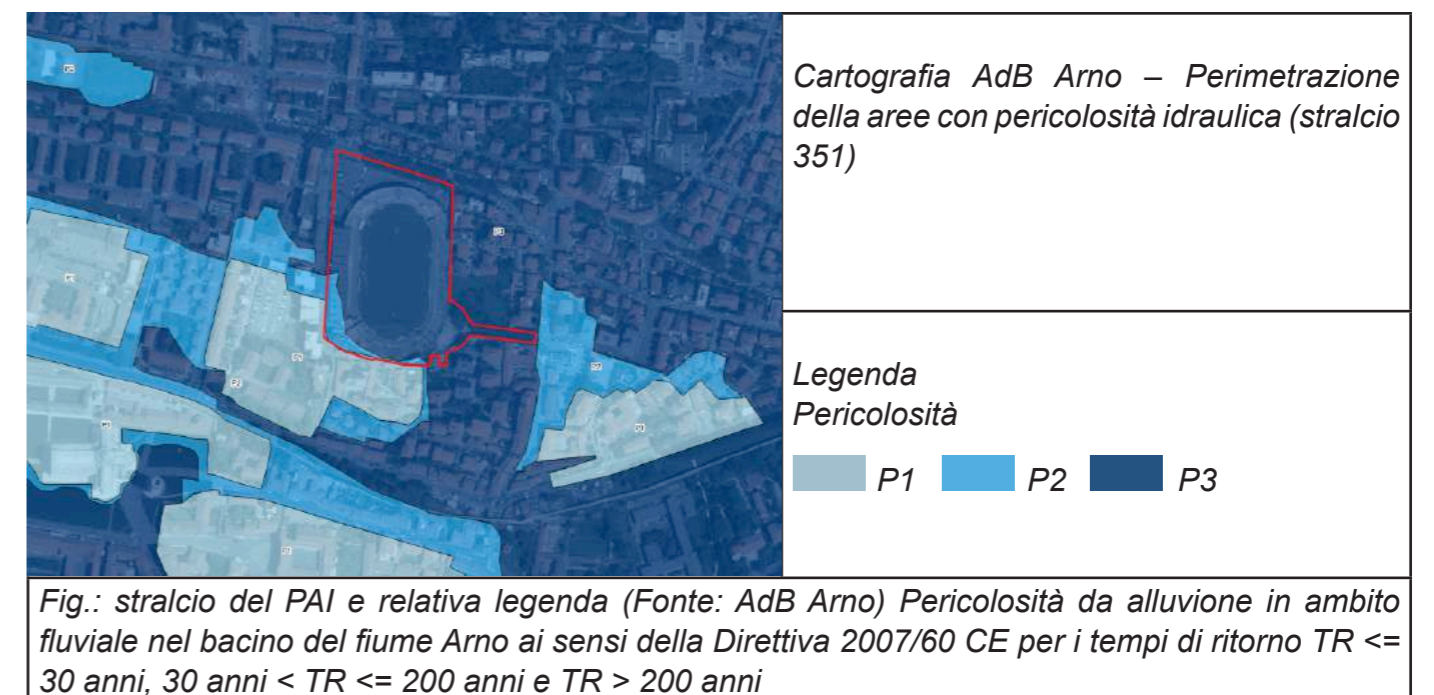 Cartografia AdB Arno – Perimetrazione
della aree con pericolosità idraulica (stralcio
351)
Legenda
Pericolosità
P1 P2 P3
Fig.: stralcio del PAI e relativa legenda (Fonte: AdB Arno) Pericolosità da alluvione in ambito
fluviale nel bacino del fiume Arno ai sensi della Direttiva 2007/60 CE per i tempi di ritorno TR <=
30 anni, 30 anni < TR <= 200 anni e TR > 200 anni